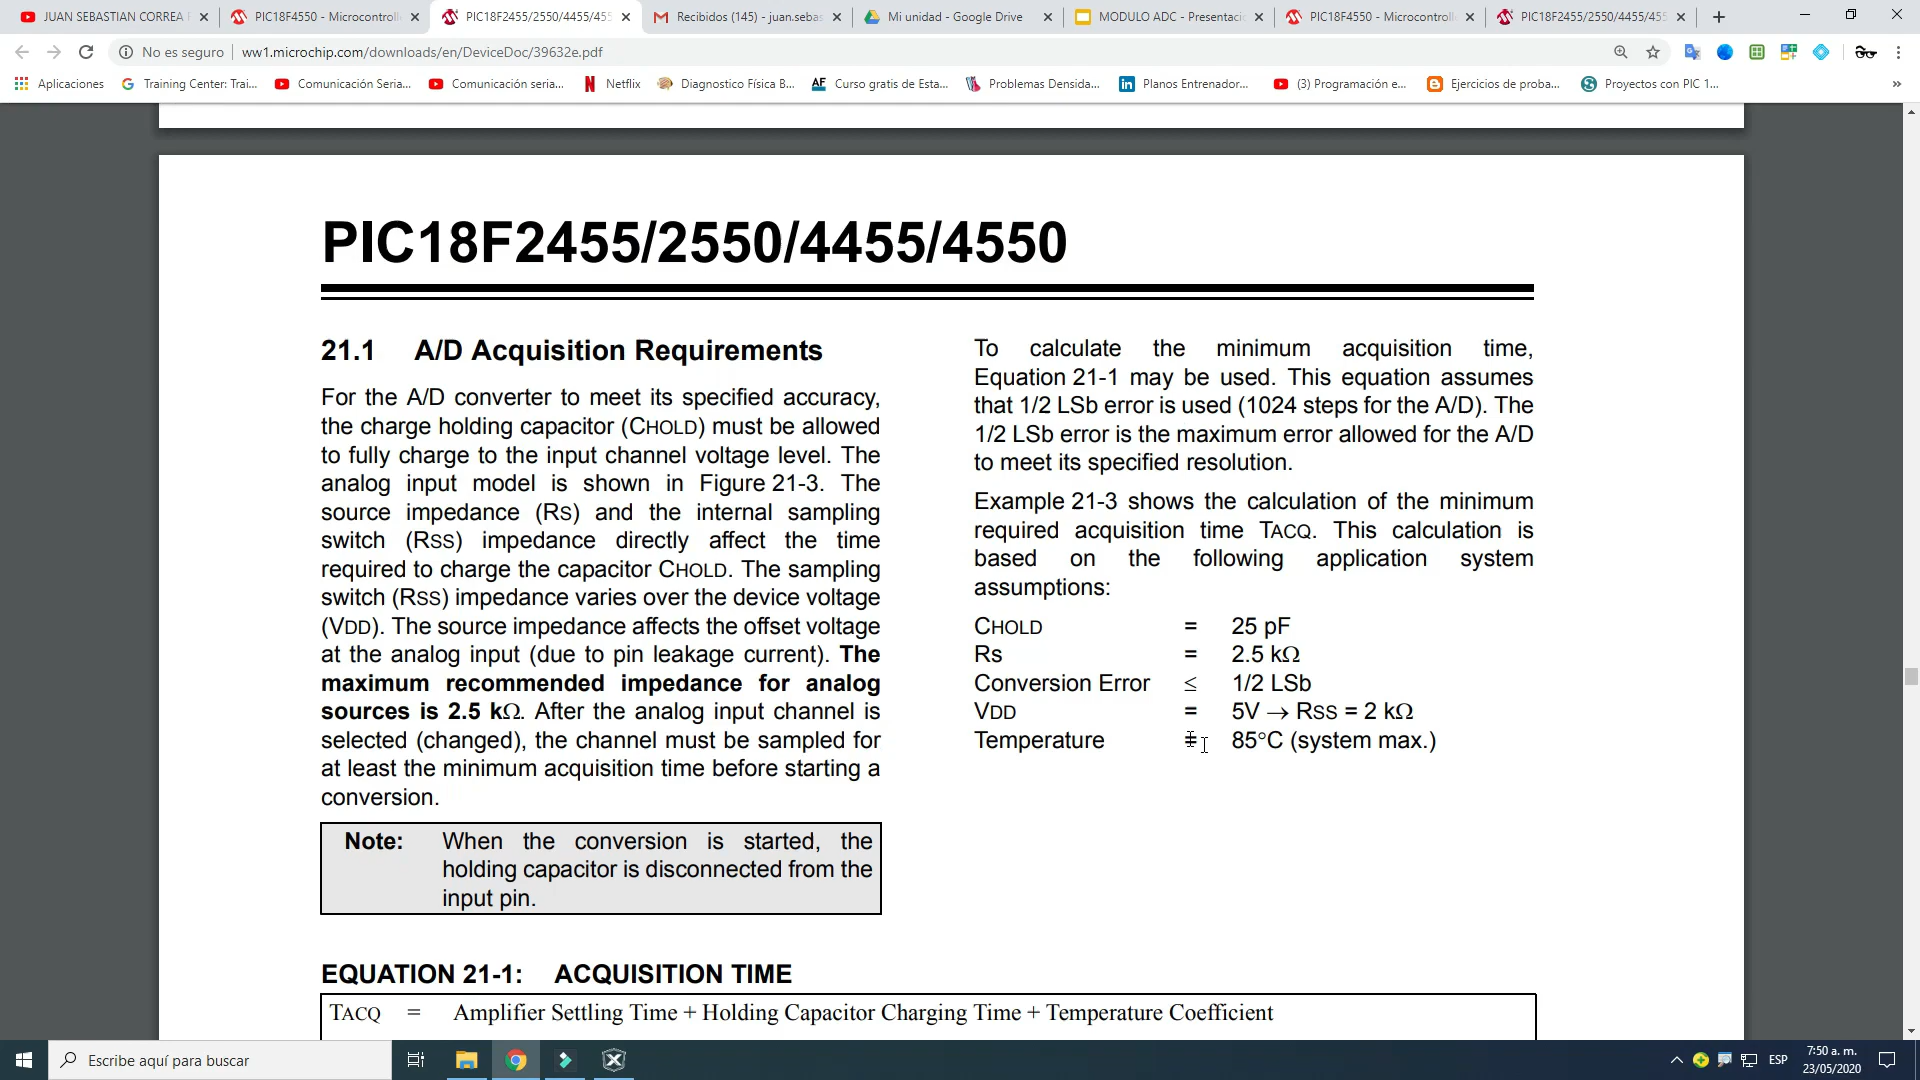 JUAN SEBASTIAN CORREA
PIC18F4550 - Microcontroll
PIC18F2455/2550/4455/455
Recibidos (145) - juan.sebas
Mi unidad - Google Drive
MODULO ADC - Presentaci
PIC18F4550 - Microcontroll
PIC18F2455/2550/4455/455
No es seguro | ww1.microchip.com/downloads/en/DeviceDoc/39632e.pdf
Aplicaciones
Training Center: Trai...
Comunicación Seria...
Comunicación seria...
Netflix
Diagnostico Física B...
AF Curso gratis de Esta...
Problemas Densida...
Planos Entrenador...
(3) Programación e...
Ejercicios de proba...
Proyectos con PIC 1...
»
PIC18F2455/2550/4455/4550
21.1 A/D Acquisition Requirements
For the A/D converter to meet its specified accuracy,
the charge holding capacitor (CHOLD) must be allowed
to fully charge to the input channel voltage level. The
analog input model is shown in Figure 21-3. The
source impedance (RS) and the internal sampling
switch (RSS) impedance directly affect the time
required to charge the capacitor CHOLD. The sampling
switch (RSS) impedance varies over the device voltage
(VDD). The source impedance affects the offset voltage
at the analog input (due to pin leakage current). The
maximum recommended impedance for analog
sources is 2.5 kΩ. After the analog input channel is
selected (changed), the channel must be sampled for
at least the minimum acquisition time before starting a
conversion.
Note: When the conversion is started, the
holding capacitor is disconnected from the
input pin.
To calculate the minimum acquisition time,
Equation 21-1 may be used. This equation assumes
that 1/2 LSb error is used (1024 steps for the A/D). The
1/2 LSb error is the maximum error allowed for the A/D
to meet its specified resolution.
Example 21-3 shows the calculation of the minimum
required acquisition time TACQ. This calculation is
based on the following application system
assumptions:
CHOLD = 25 pF
Rs = 2.5 kΩ
Conversion Error ≤ 1/2 LSb
VDD = 5V → RSS = 2 kΩ
Temperature = 85°C (system max.)
EQUATION 21-1: ACQUISITION TIME
TACQ = Amplifier Settling Time + Holding Capacitor Charging Time + Temperature Coefficient
Escribe aquí para buscar
ESP
7:50 a. m.
23/05/2020